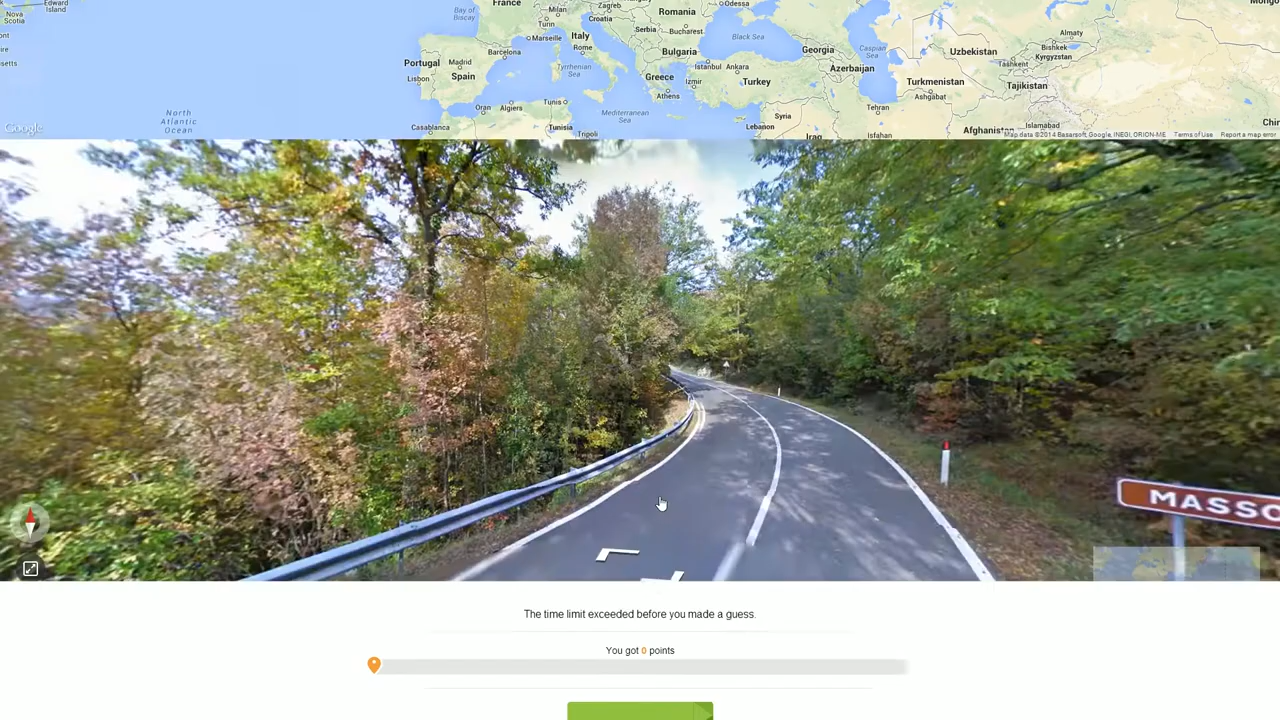 Edward
Island
Nova
Scotia
France
Bay of
Biscay
Milan
Turin
Zagreb
Croatia
Romania
Odessa
Serbia
Bucharest
Marseille
Italy
Rome
Barcelona
Black Sea
Georgia
Caspian
Sea
Azerbaijan
Uzbekistan
Almaty
Bishkek
Kyrgyzstan
Tashkent
Portugal
Madrid
Spain
Lisbon
Tyrrhenian
Sea
Bulgaria
Istanbul
Ankara
Greece
Izmir
Athens
Turkey
Turkmenistan
Ashgabat
Tajikistan
Oran
Algiers
Tunis
Tunisia
Tripoli
Mediterranean
Sea
Syria
Lebanon
Tehran
Isfahan
Iraq
Islamabad
Afghanistan
Casablanca
North
Atlantic
Ocean
Google
Map data ©2014 Basarsoft, Google, INEGI, ORION-ME
Terms of Use
Report a map error
MASSO
The time limit exceeded before you made a guess.
You got 0 points